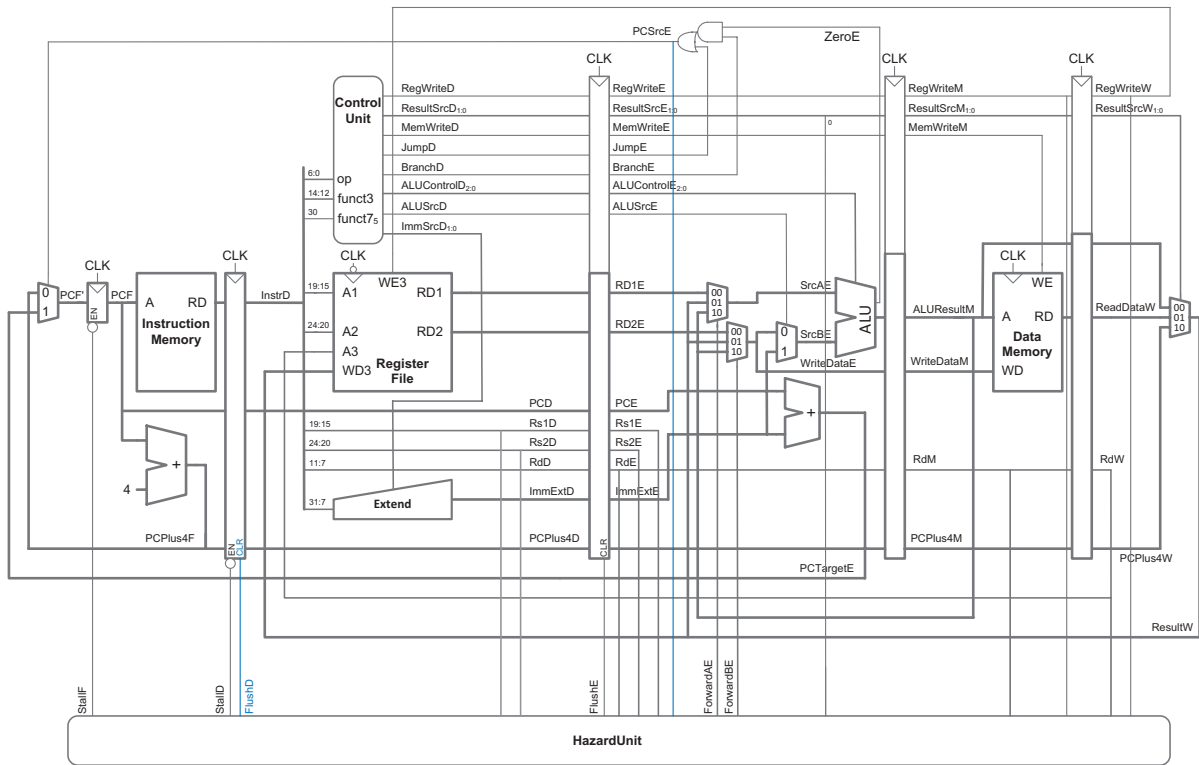 PCSrcE
ZeroE
CLK
CLK
CLK
Control
Unit
RegWriteD
RegWriteE
RegWriteM
RegWriteW
ResultSrcD1:0
ResultSrcE1:0
ResultSrcM1:0
ResultSrcW1:0
0
MemWriteD
MemWriteE
MemWriteM
JumpD
JumpE
BranchD
BranchE
6:0
op
ALUControlD2:0
ALUControlE2:0
14:12
funct3
30
funct75
ALUSrcD
ALUSrcE
ImmSrcD1:0
CLK
CLK
CLK
CLK
0
1
PCF'
EN
PCF
A
RD
Instruction
Memory
InstrD
19:15
A1
WE3
RD1
24:20
A2
RD2
A3
WD3
Register
File
RD1E
RD2E
00
01
10
00
01
10
0
1
SrcAE
SrcBE
ALU
ALUResultM
WriteDataE
WriteDataM
WE
A
RD
Data
Memory
WD
ReadDataW
00
01
10
PCD
PCE
+
19:15
Rs1D
Rs1E
24:20
Rs2D
Rs2E
11:7
RdD
RdE
RdM
RdW
+
4
31:7
Extend
ImmExtD
ImmExtE
PCPlus4F
EN
CLR
PCPlus4D
CLR
PCPlus4M
PCPlus4W
PCTargetE
ResultW
StallF
StallD
FlushD
FlushE
ForwardAE
ForwardBE
HazardUnit